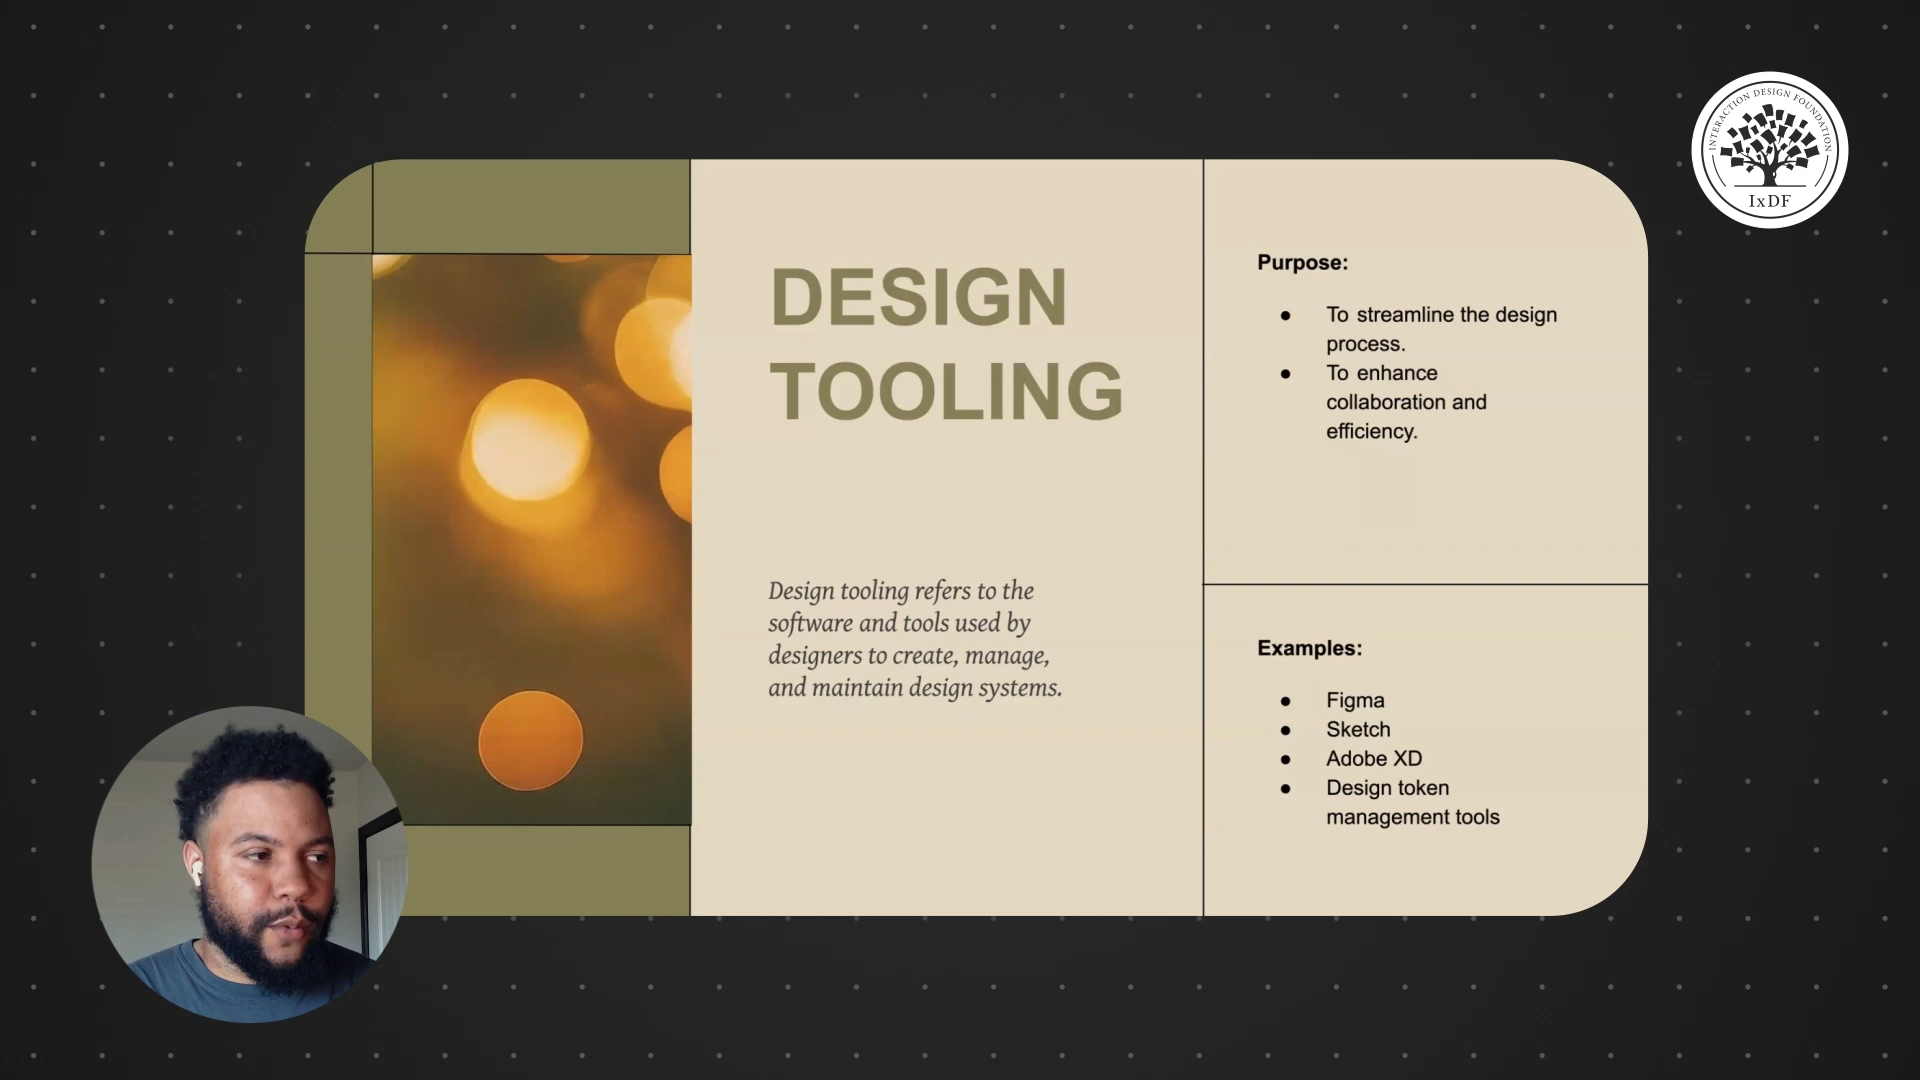 INTERACTION DESIGN FOUNDATION
IxDF
DESIGN
TOOLING
Design tooling refers to the
software and tools used by
designers to create, manage,
and maintain design systems.
Purpose:
● To streamline the design
process.
● To enhance
collaboration and
efficiency.
Examples:
● Figma
● Sketch
● Adobe XD
● Design token
management tools